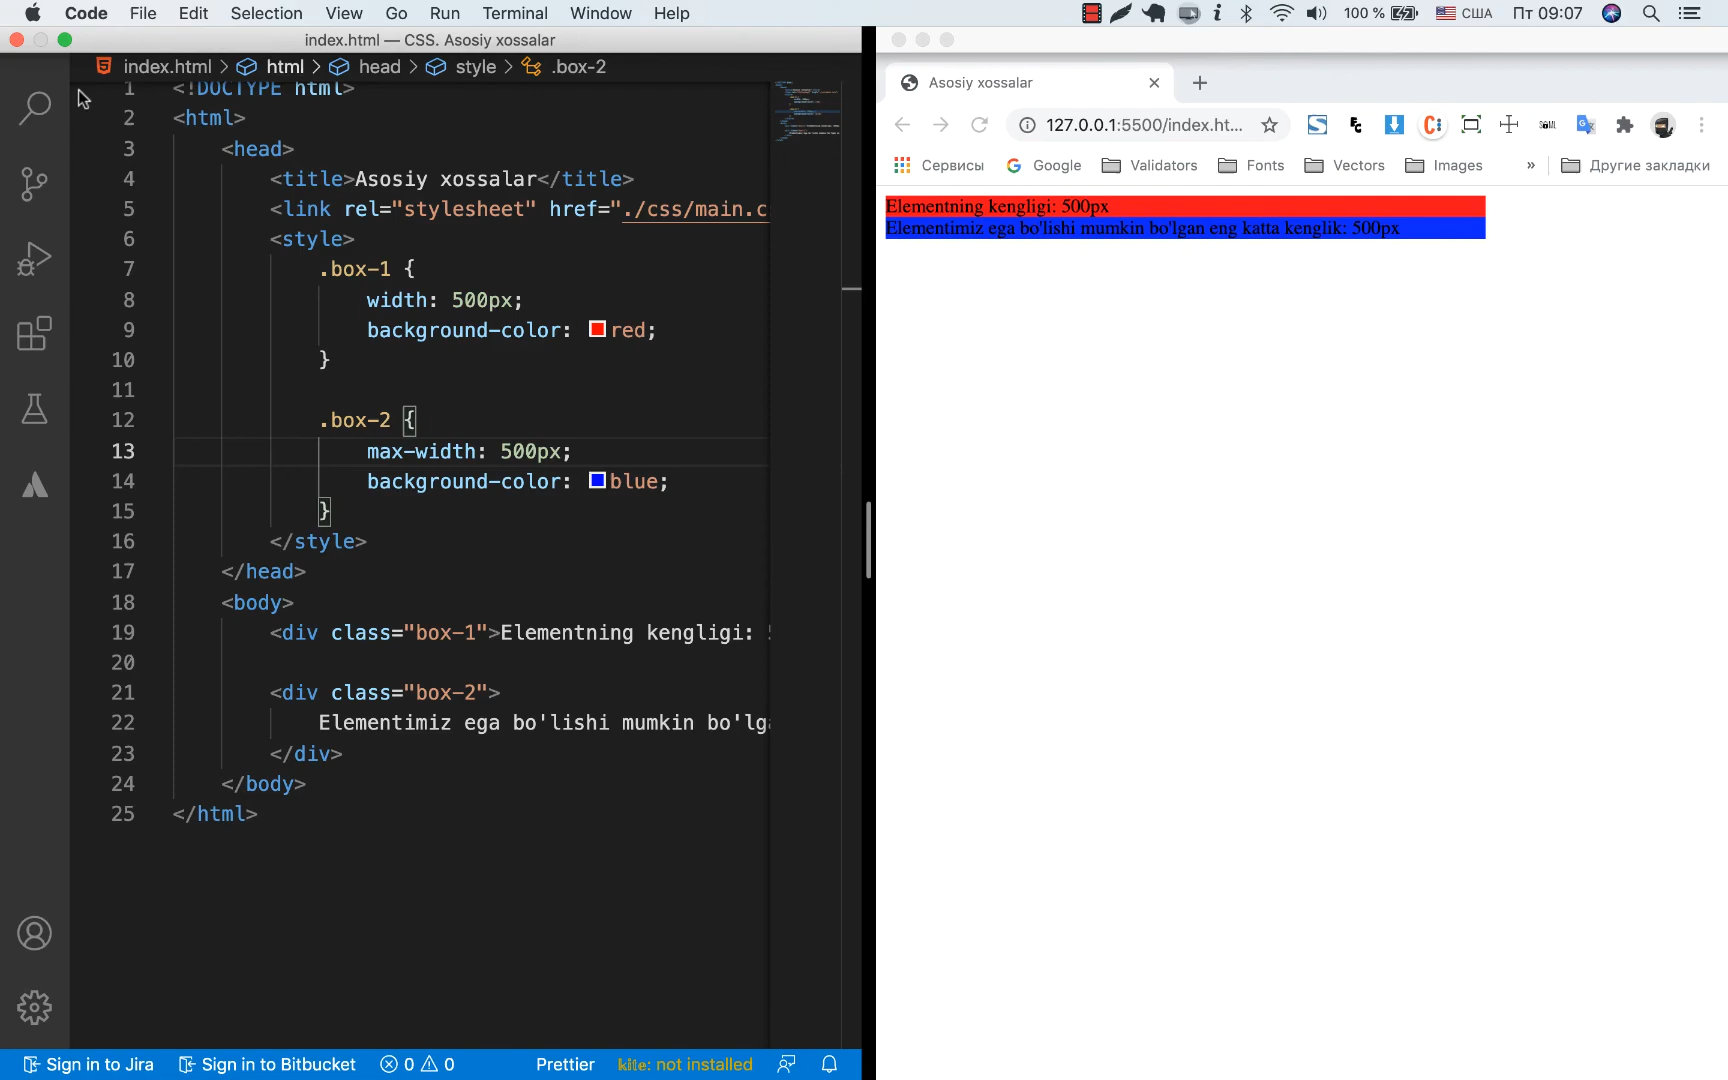 Code File Edit Selection View Go Run Terminal Window Help
100 % США Пт 09:07
index.html — CSS. Asosiy xossalar
index.html > html > head > style > .box-2
1 <!DOCTYPE html>
2 <html>
3 <head>
4 <title>Asosiy xossalar</title>
5 <link rel="stylesheet" href="./css/main.c
6 <style>
7 .box-1 {
8 width: 500px;
9 background-color: red;
10 }
11
12 .box-2 {
13 max-width: 500px;
14 background-color: blue;
15 }
16 </style>
17 </head>
18 <body>
19 <div class="box-1">Elementning kengligi:
20
21 <div class="box-2">
22 Elementimiz ega bo'lishi mumkin bo'lga
23 </div>
24 </body>
25 </html>
Sign in to Jira Sign in to Bitbucket 0 0 Prettier kite: not installed
Asosiy xossalar
127.0.0.1:5500/index.ht...
Сервисы Google Validators Fonts Vectors Images » Другие закладки
Elementning kengligi: 500px
Elementimiz ega bo'lishi mumkin bo'lgan eng katta kenglik: 500px